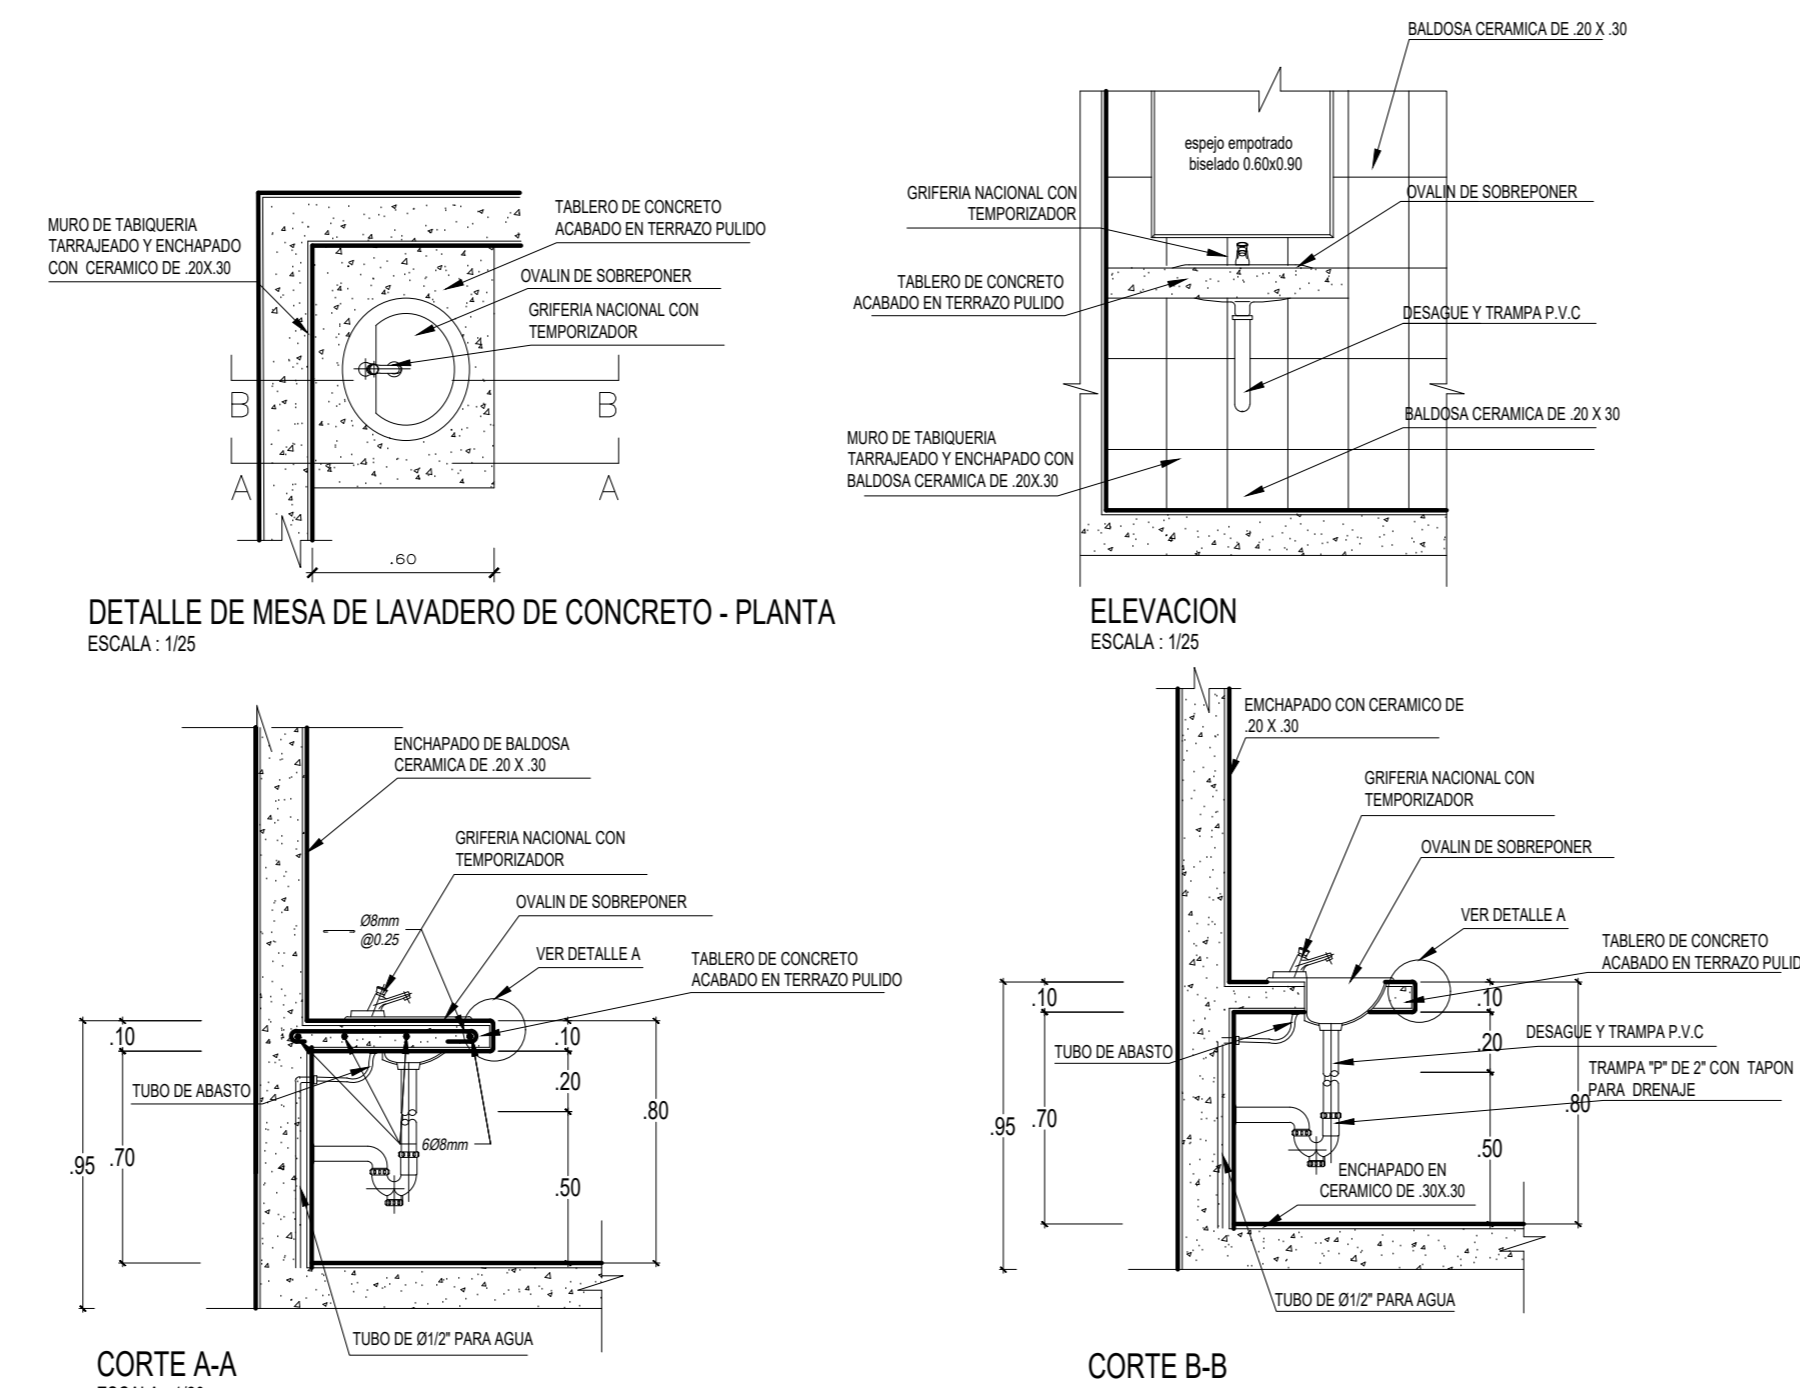 MURO DE TABIQUERIA
TARRAJEADO Y ENCHAPADO
CON CERAMICO DE .20X.30
TABLERO DE CONCRETO
ACABADO EN TERRAZO PULIDO
OVALIN DE SOBREPONER
GRIFERIA NACIONAL CON
TEMPORIZADOR
B
B
A
A
.60
DETALLE DE MESA DE LAVADERO DE CONCRETO - PLANTA
ESCALA : 1/25
BALDOSA CERAMICA DE .20 X .30
espejo empotrado
biselado 0.60x0.90
GRIFERIA NACIONAL CON
TEMPORIZADOR
OVALIN DE SOBREPONER
TABLERO DE CONCRETO
ACABADO EN TERRAZO PULIDO
DESAGUE Y TRAMPA P.V.C
BALDOSA CERAMICA DE .20 X 30
MURO DE TABIQUERIA
TARRAJEADO Y ENCHAPADO CON
BALDOSA CERAMICA DE .20X.30
ELEVACION
ESCALA : 1/25
ENCHAPADO DE BALDOSA
CERAMICA DE .20 X .30
GRIFERIA NACIONAL CON
TEMPORIZADOR
Ø8mm
@0.25
OVALIN DE SOBREPONER
VER DETALLE A
TABLERO DE CONCRETO
ACABADO EN TERRAZO PULIDO
.10
.10
TUBO DE ABASTO
.20
.80
6Ø8mm
.95
.70
.50
TUBO DE Ø1/2" PARA AGUA
CORTE A-A
EMCHAPADO CON CERAMICO DE
.20 X .30
GRIFERIA NACIONAL CON
TEMPORIZADOR
OVALIN DE SOBREPONER
VER DETALLE A
TABLERO DE CONCRETO
ACABADO EN TERRAZO PULID
.10
.10
DESAGUE Y TRAMPA P.V.C
TUBO DE ABASTO
.20
TRAMPA "P" DE 2" CON TAPON
PARA DRENAJE
.80
.95
.70
.50
ENCHAPADO EN
CERAMICO DE .30X.30
TUBO DE Ø1/2" PARA AGUA
CORTE B-B